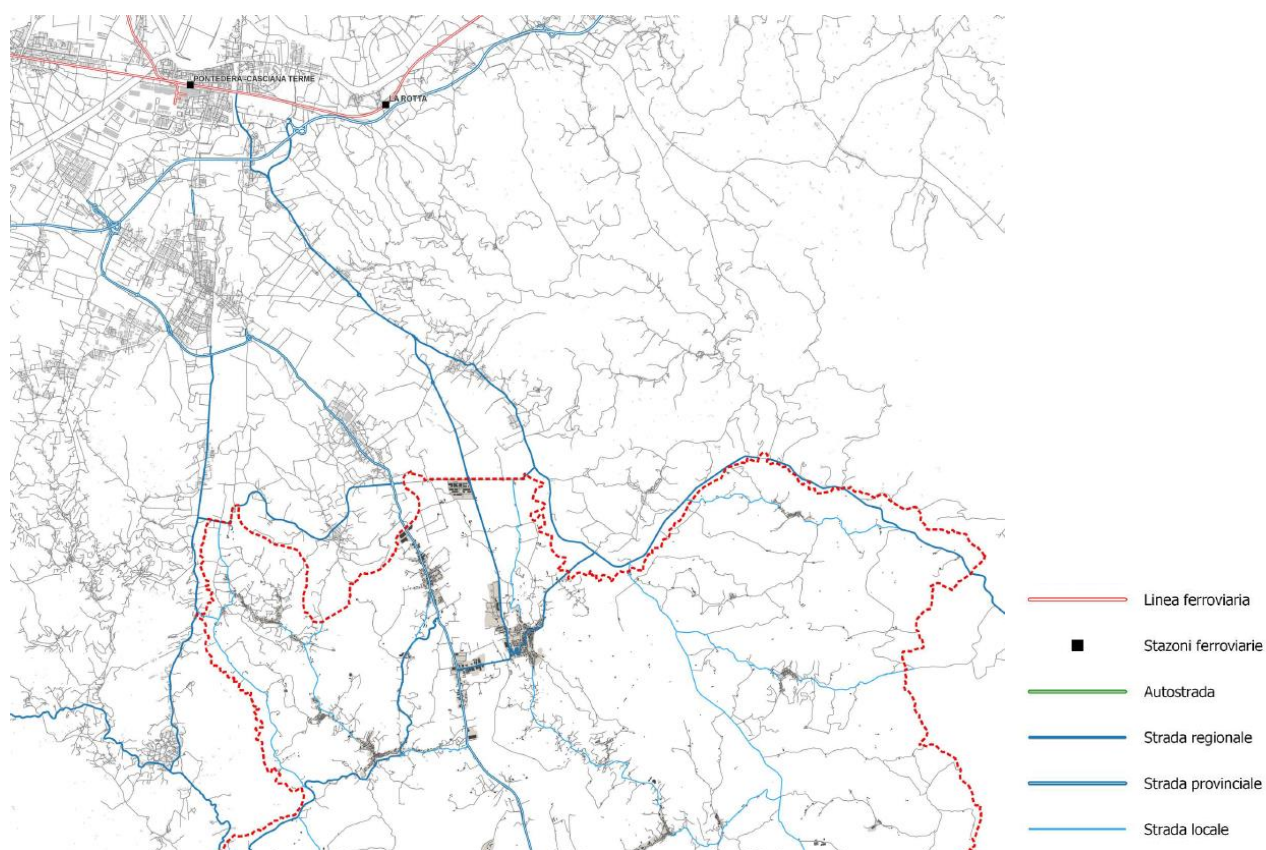 PONTEDERA-CASCIANA TERME
LA ROTTA
Linea ferroviaria
Stazoni ferroviarie
Autostrada
Strada regionale
Strada provinciale
Strada locale